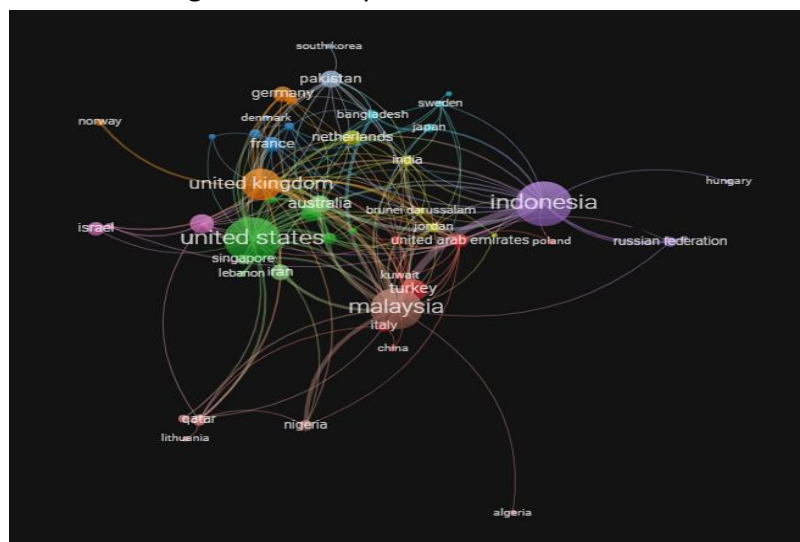 south korea
pakistan
germany
sweden
bangladesh
denmark
norway
japan
netherlands
france
india
united kingdom
hungary
indonesia
australia
brunei darussalam
jordan
israel
united states
united arab emirates
poland
russian federation
singapore
lebanon
iran
kuwait
turkey
malaysia
italy
china
qatar
nigeria
lithuania
algeria